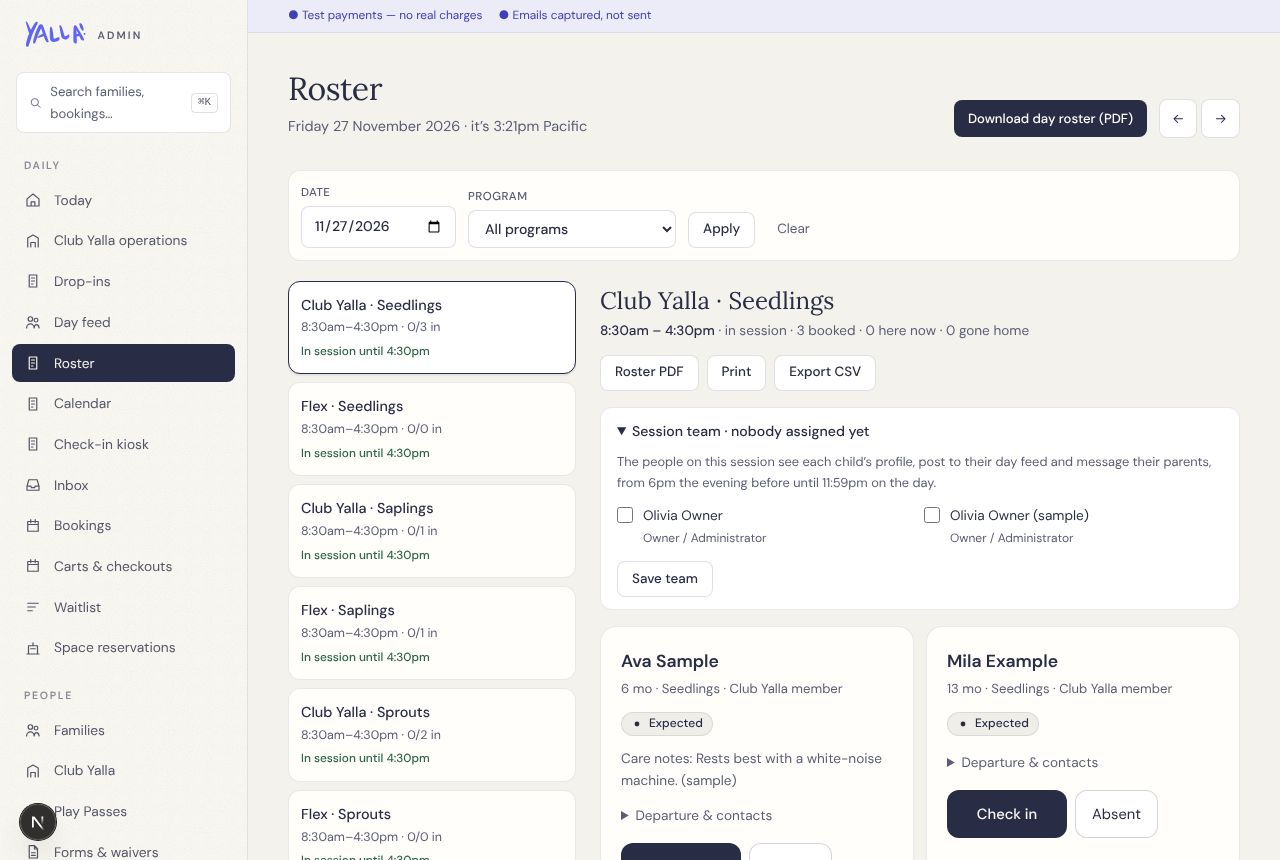 YALLA ADMIN
Test payments — no real charges
Emails captured, not sent
Search families, bookings…
⌘K
DAILY
Today
Club Yalla operations
Drop-ins
Day feed
Roster
Calendar
Check-in kiosk
Inbox
Bookings
Carts & checkouts
Waitlist
Space reservations
PEOPLE
Families
Club Yalla
Play Passes
Forms & waivers
N
Roster
Friday 27 November 2026 · it’s 3:21pm Pacific
Download day roster (PDF)
←
→
DATE
11/27/2026
PROGRAM
All programs
Apply
Clear
Club Yalla · Seedlings
8:30am–4:30pm · 0/3 in
In session until 4:30pm
Flex · Seedlings
8:30am–4:30pm · 0/0 in
In session until 4:30pm
Club Yalla · Saplings
8:30am–4:30pm · 0/1 in
In session until 4:30pm
Flex · Saplings
8:30am–4:30pm · 0/1 in
In session until 4:30pm
Club Yalla · Sprouts
8:30am–4:30pm · 0/2 in
In session until 4:30pm
Flex · Sprouts
8:30am–4:30pm · 0/0 in
In session until 4:30pm
Club Yalla · Seedlings
8:30am – 4:30pm · in session · 3 booked · 0 here now · 0 gone home
Roster PDF
Print
Export CSV
Session team · nobody assigned yet
The people on this session see each child’s profile, post to their day feed and message their parents,
from 6pm the evening before until 11:59pm on the day.
Olivia Owner
Owner / Administrator
Olivia Owner (sample)
Owner / Administrator
Save team
Ava Sample
6 mo · Seedlings · Club Yalla member
Expected
Care notes: Rests best with a white-noise
machine. (sample)
Departure & contacts
Mila Example
13 mo · Seedlings · Club Yalla member
Expected
Departure & contacts
Check in
Absent